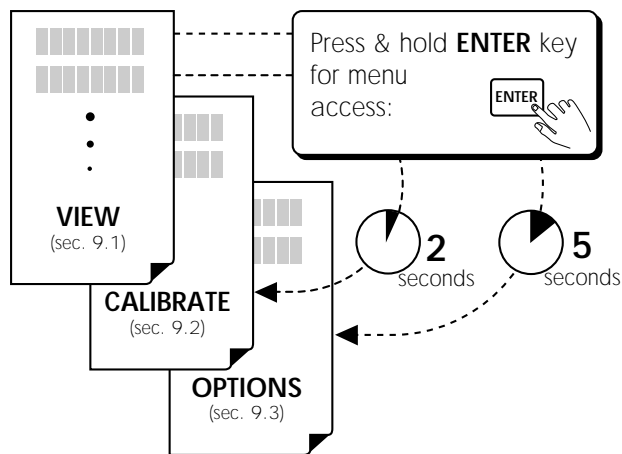 Press & hold ENTER key
for menu
access:
ENTER
VIEW
(sec. 9.1)
2
seconds
5
seconds
CALIBRATE
(sec. 9.2)
OPTIONS
(sec. 9.3)